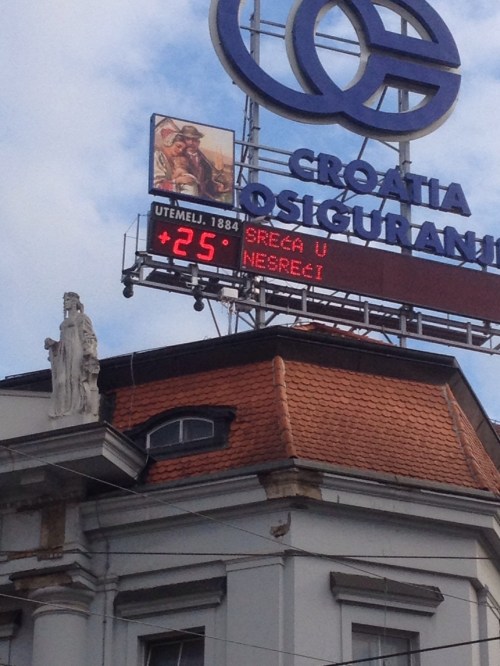 CROATIA
OSIGURANJ
UTEMELJ. 1884
+25°
SREĆA U
NESREĆI